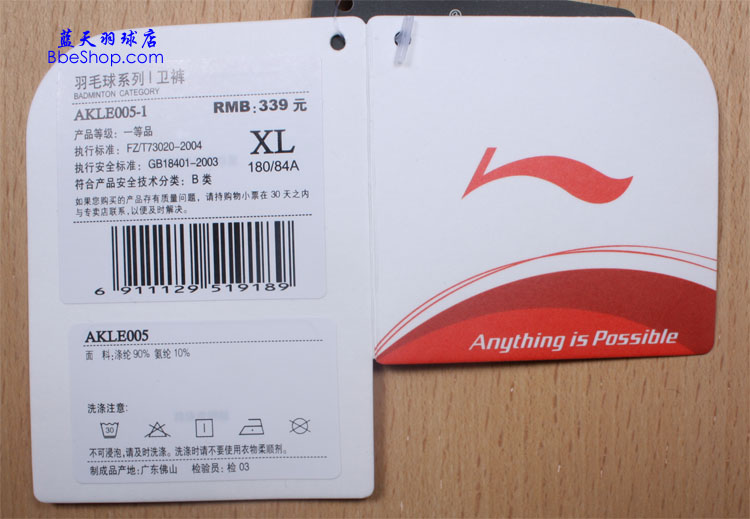 蓝天羽球店
BbeShop.com
®
羽毛球系列 | 卫裤
BADMINTON CATEGORY
AKLE005-1
RMB: 339 元
产品等级: 一等品
执行标准: FZ/T73020-2004
XL
执行安全标准: GB18401-2003
180/84A
符合产品安全技术分类: B 类
如果您购买的产品存有质量问题，请持购物小票在 30 天之内
与专卖店联系,以便及时解决。
6 911129 519189
AKLE005
面 料: 涤纶 90% 氨纶 10%
洗涤注意:
30
不可浸泡,请及时洗涤。洗涤时请不要使用衣物柔顺剂。
制成品产地: 广东佛山 检验员: 检 03
Anything is Possible